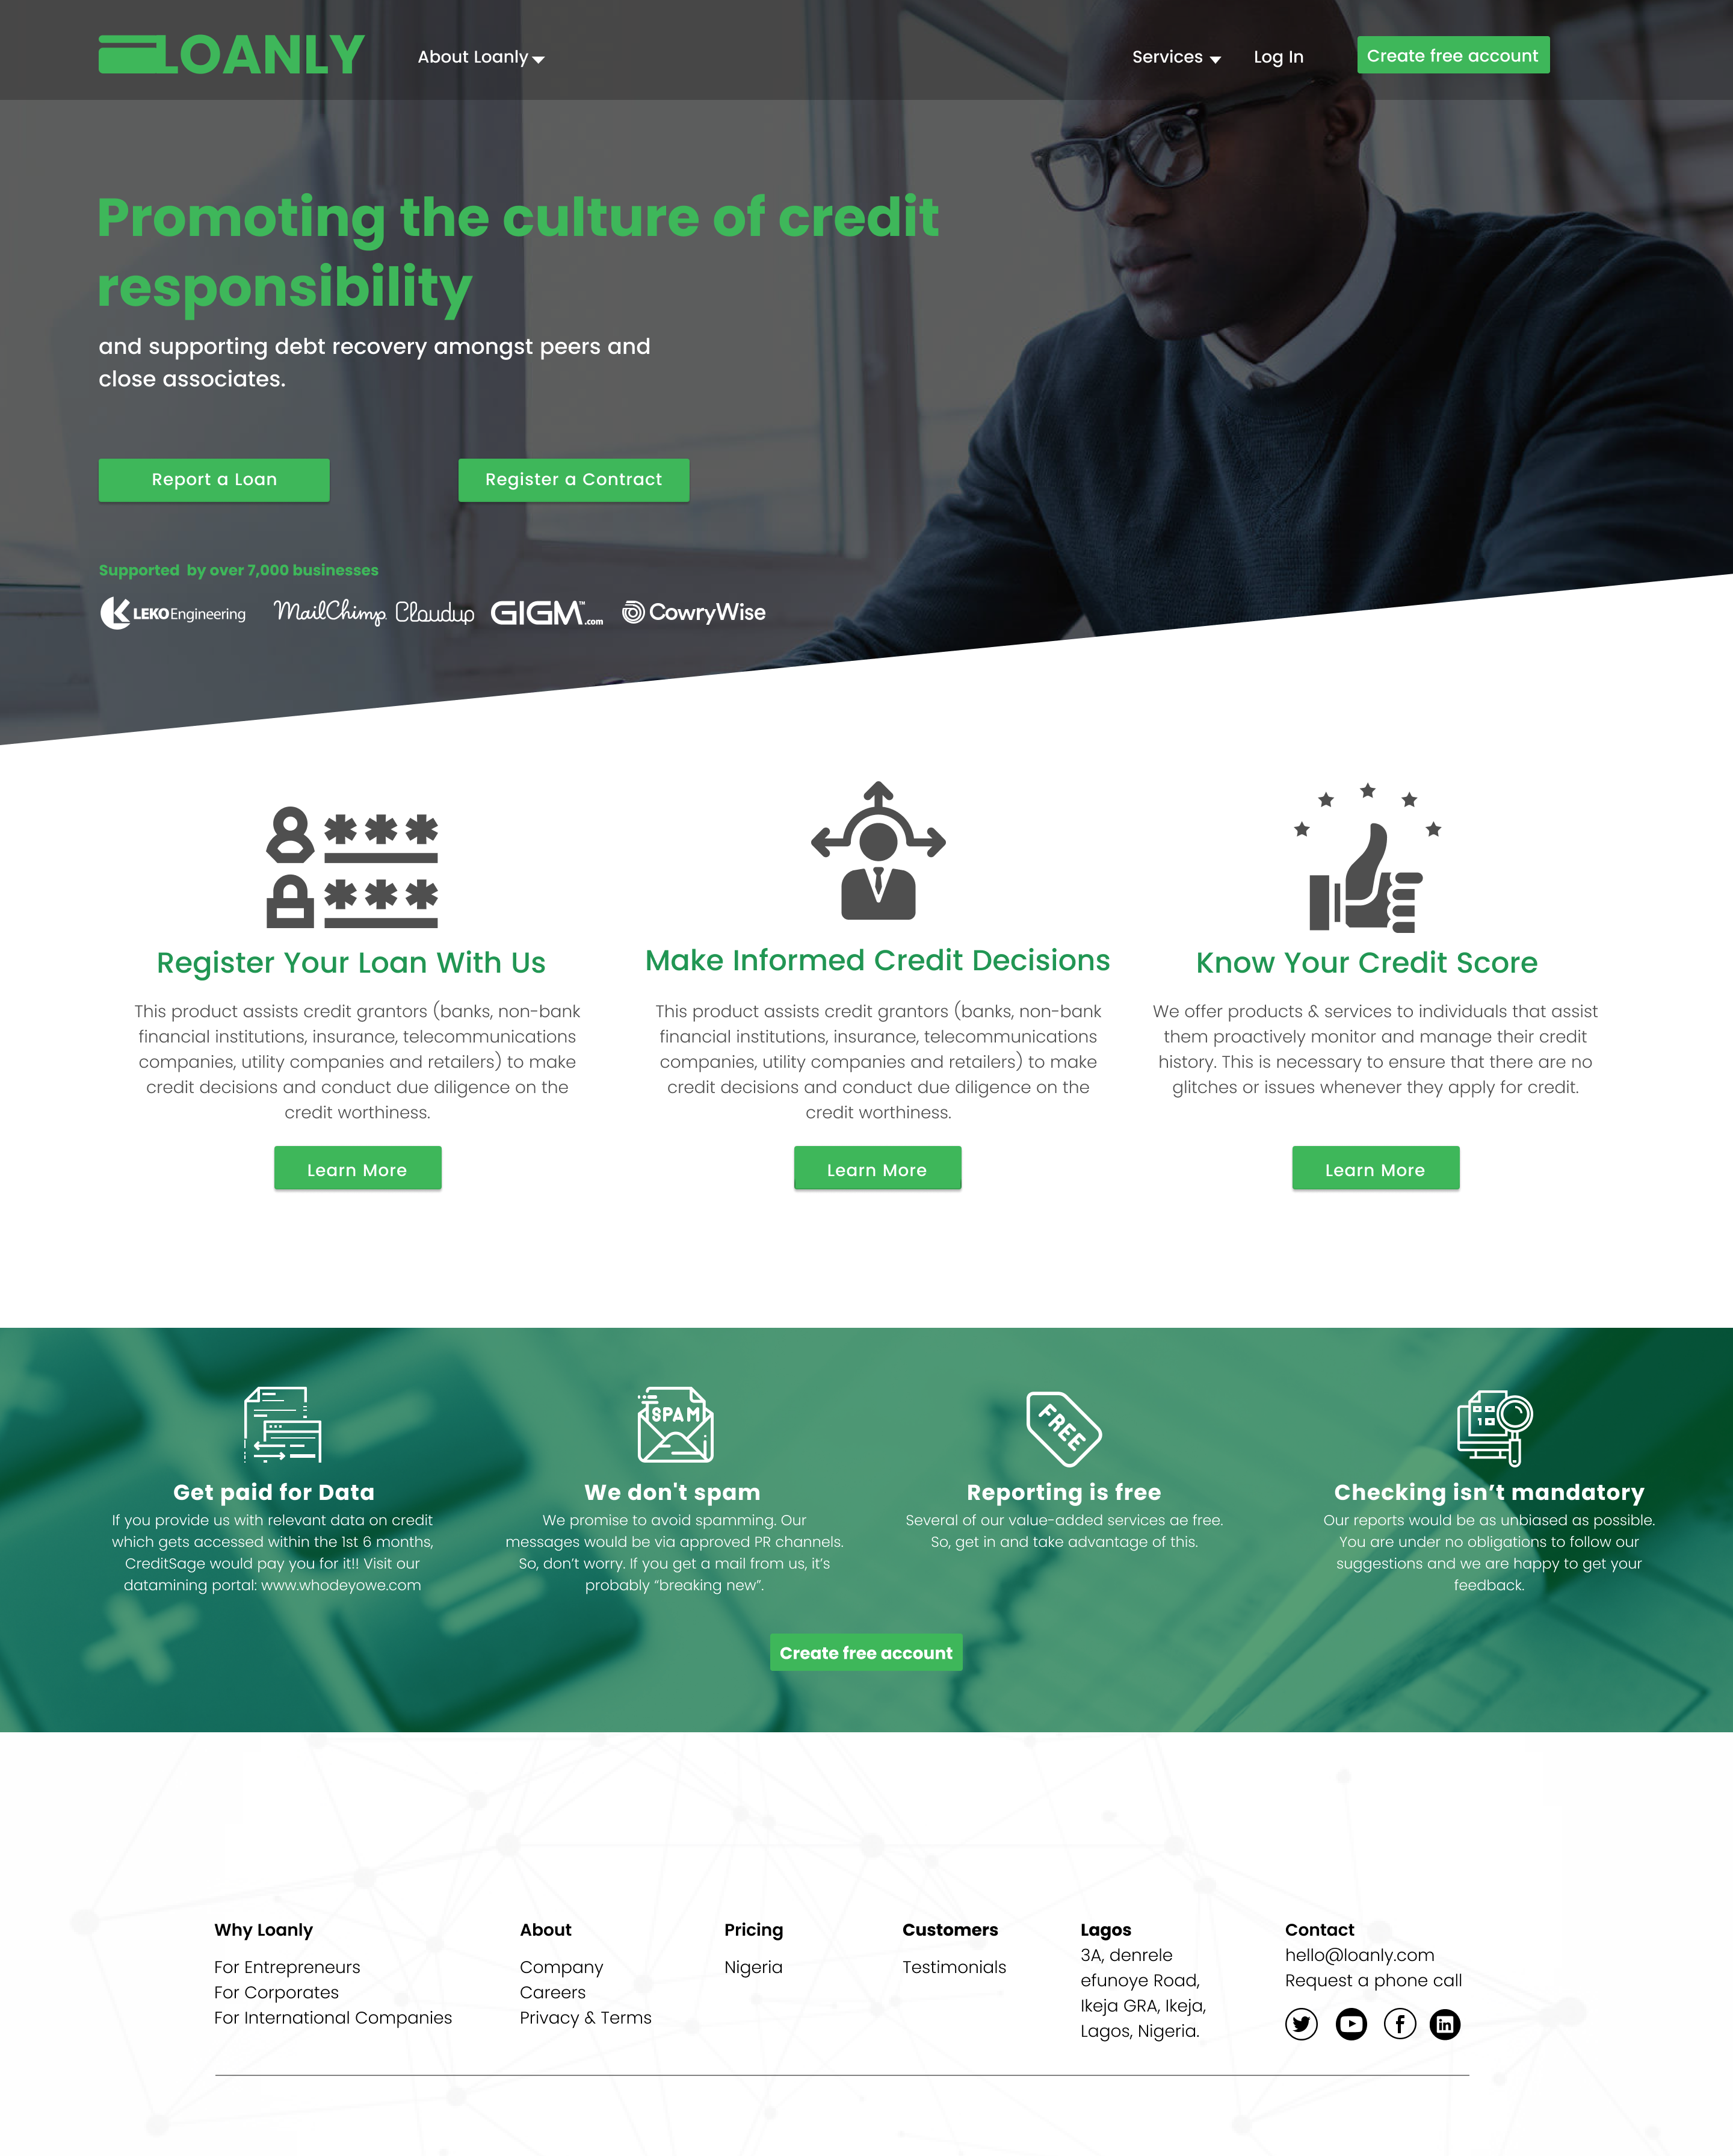 LOANLY
About Loanly
Services
Log In
Create free account
Promoting the culture of credit
responsibility
and supporting debt recovery amongst peers and
close associates.
Report a Loan
Register a Contract
Supported by over 7,000 businesses
LEKO Engineering
MailChimp
Cloudup
GIGM.com™
CowryWise
Register Your Loan With Us
This product assists credit grantors (banks, non-bank
financial institutions, insurance, telecommunications
companies, utility companies and retailers) to make
credit decisions and conduct due diligence on the
credit worthiness.
Learn More
Make Informed Credit Decisions
This product assists credit grantors (banks, non-bank
financial institutions, insurance, telecommunications
companies, utility companies and retailers) to make
credit decisions and conduct due diligence on the
credit worthiness.
Learn More
Know Your Credit Score
We offer products & services to individuals that assist
them proactively monitor and manage their credit
history. This is necessary to ensure that there are no
glitches or issues whenever they apply for credit.
Learn More
Get paid for Data
If you provide us with relevant data on credit
which gets accessed within the 1st 6 months,
CreditSage would pay you for it!! Visit our
datamining portal: www.whodeyowe.com
SPAM
We don't spam
We promise to avoid spamming. Our
messages would be via approved PR channels.
So, don’t worry. If you get a mail from us, it’s
probably “breaking new”.
FREE
Reporting is free
Several of our value-added services ae free.
So, get in and take advantage of this.
Checking isn’t mandatory
Our reports would be as unbiased as possible.
You are under no obligations to follow our
suggestions and we are happy to get your
feedback.
Create free account
Why Loanly
For Entrepreneurs
For Corporates
For International Companies
About
Company
Careers
Privacy & Terms
Pricing
Nigeria
Customers
Testimonials
Lagos
3A, denrele
efunoye Road,
Ikeja GRA, Ikeja,
Lagos, Nigeria.
Contact
hello@loanly.com
Request a phone call